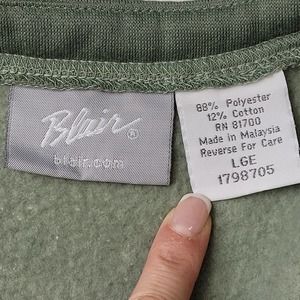 Blair®
blair.com
88% Polyester
12% Cotton
RN 81700
Made in Malaysia
Reverse For Care
LGE
1798705